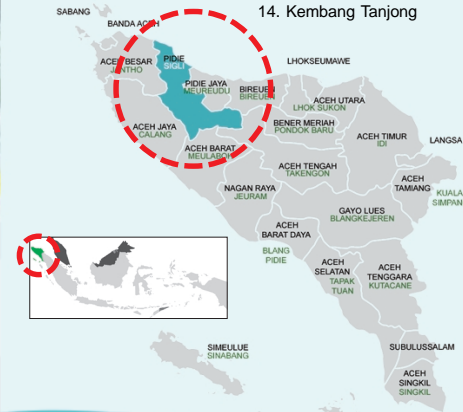 SABANG
14. Kembang Tanjong
BANDA ACEH
ACEH BESAR
JANTHO
PIDIE
SIGLI
LHOKSEUMAWE
PIDIE JAYA
MEUREUDU
BIREUEN
BIREUEN
ACEH UTARA
LHOK SUKON
ACEH JAYA
CALANG
BENER MERIAH
PONDOK BARU
ACEH TIMUR
IDI
LANGSA
ACEH BARAT
MEULABOH
ACEH TENGAH
TAKENGON
NAGAN RAYA
JEURAM
ACEH
TAMIANG
KUALA
SIMPAN
GAYO LUES
BLANGKEJEREN
ACEH
BARAT DAYA
BLANG
PIDIE
ACEH
SELATAN
TAPAK
TUAN
ACEH
TENGGARA
KUTACANE
SIMEULUE
SINABANG
SUBULUSSALAM
ACEH
SINGKIL
SINGKIL